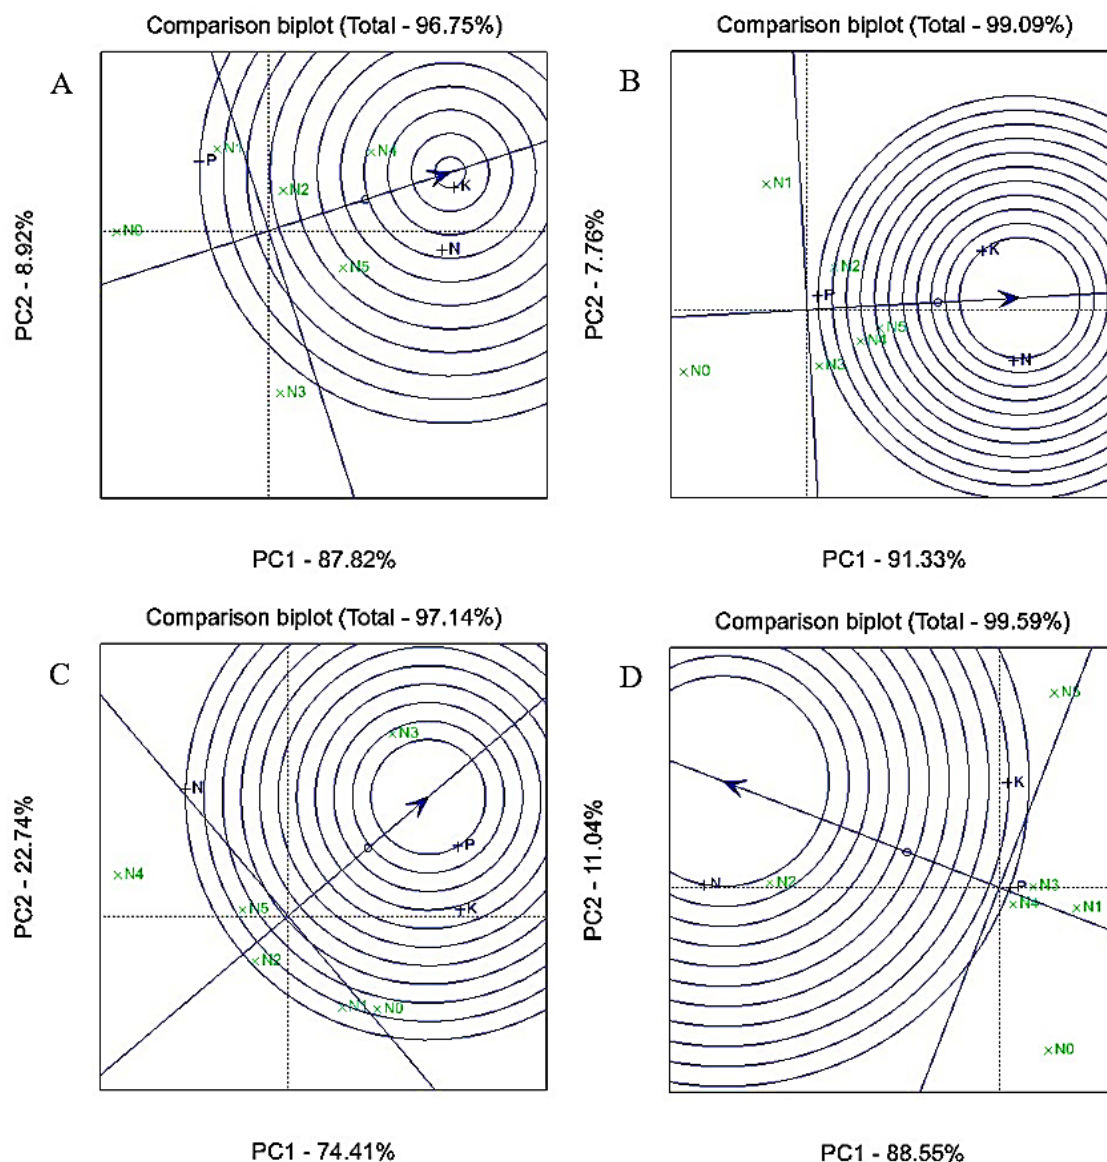 Comparison biplot (Total - 96.75%)
A
PC2 - 8.92%
N1
P
N4
K
N2
N0
N
N5
N3
PC1 - 87.82%
Comparison biplot (Total - 99.09%)
B
PC2 - 7.76%
N1
K
N2
P
N5
N4
N
N3
N0
PC1 - 91.33%
Comparison biplot (Total - 97.14%)
C
PC2 - 22.74%
N3
N
P
N4
N5
K
N2
N1
N0
PC1 - 74.41%
Comparison biplot (Total - 99.59%)
D
PC2 - 11.04%
N5
K
N
N2
P
N3
N4
N1
N0
PC1 - 88.55%